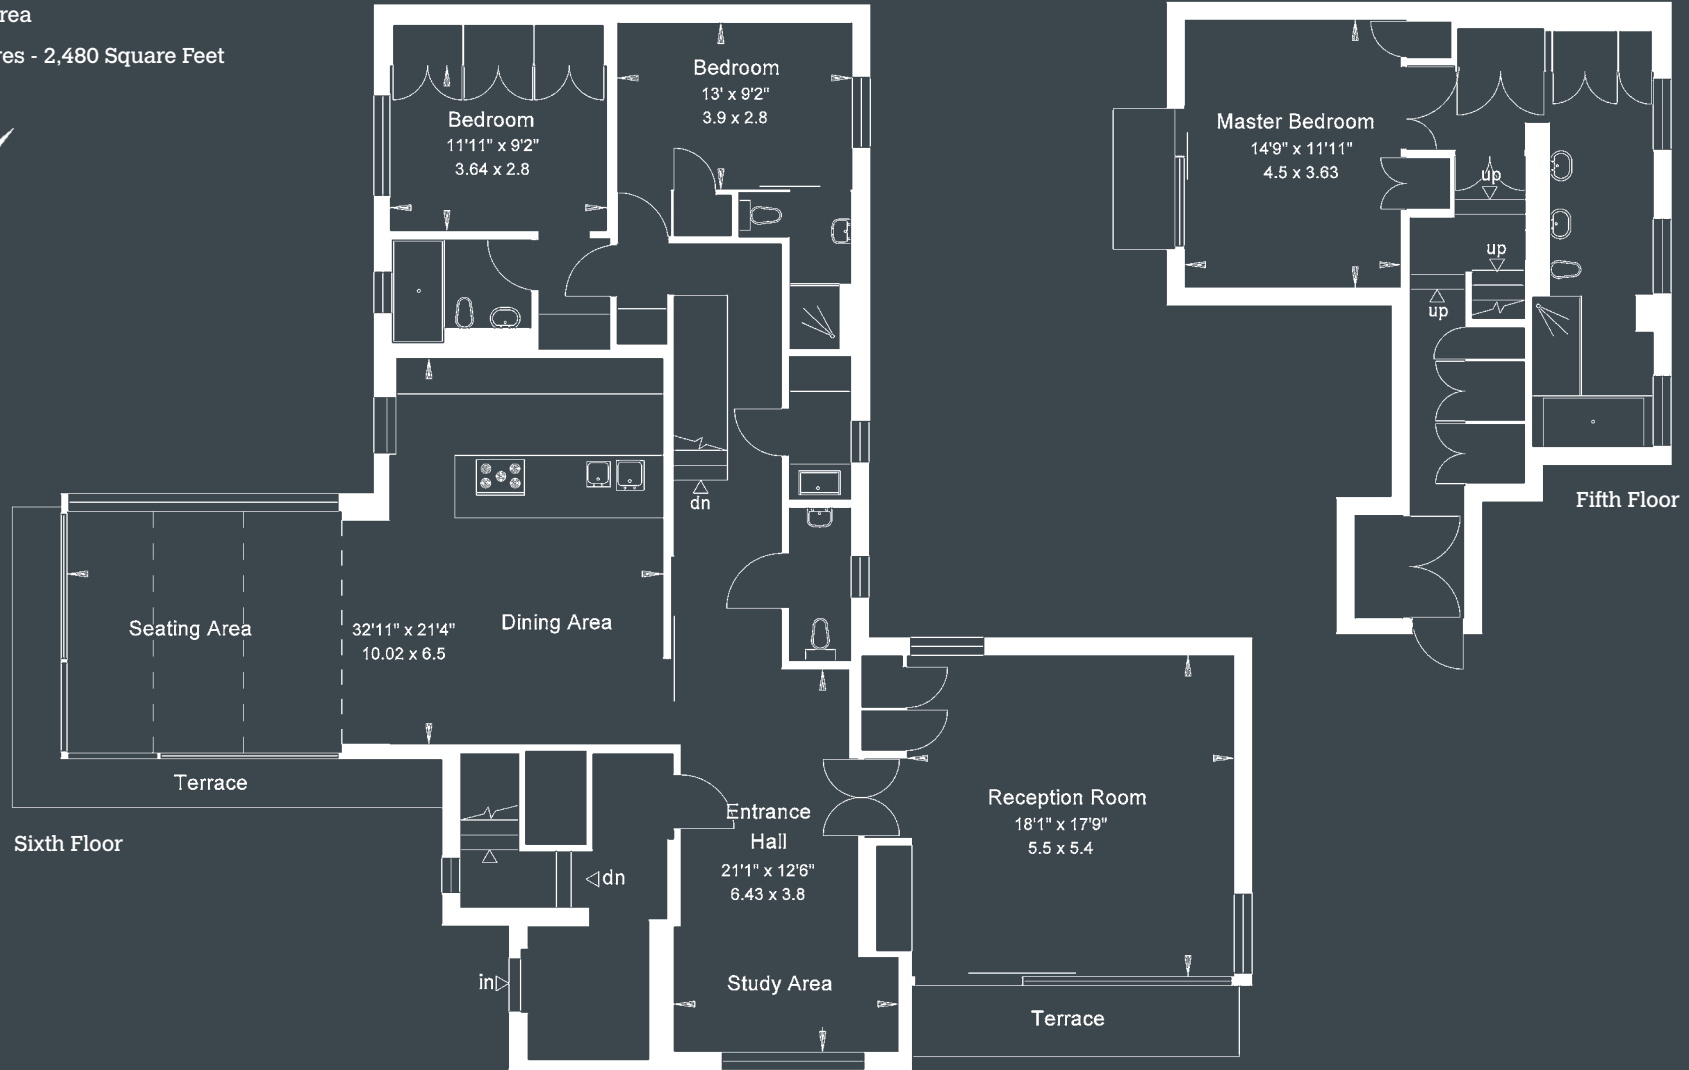 rea
res - 2,480 Square Feet
Bedroom
11'11" x 9'2"
3.64 x 2.8
Bedroom
13' x 9'2"
3.9 x 2.8
Master Bedroom
14'9" x 11'11"
4.5 x 3.63
up
up
up
Fifth Floor
dn
Seating Area
32'11" x 21'4"
10.02 x 6.5
Dining Area
Terrace
Sixth Floor
Entrance
Hall
21'1" x 12'6"
6.43 x 3.8
Reception Room
18'1" x 17'9"
5.5 x 5.4
dn
in
Study Area
Terrace